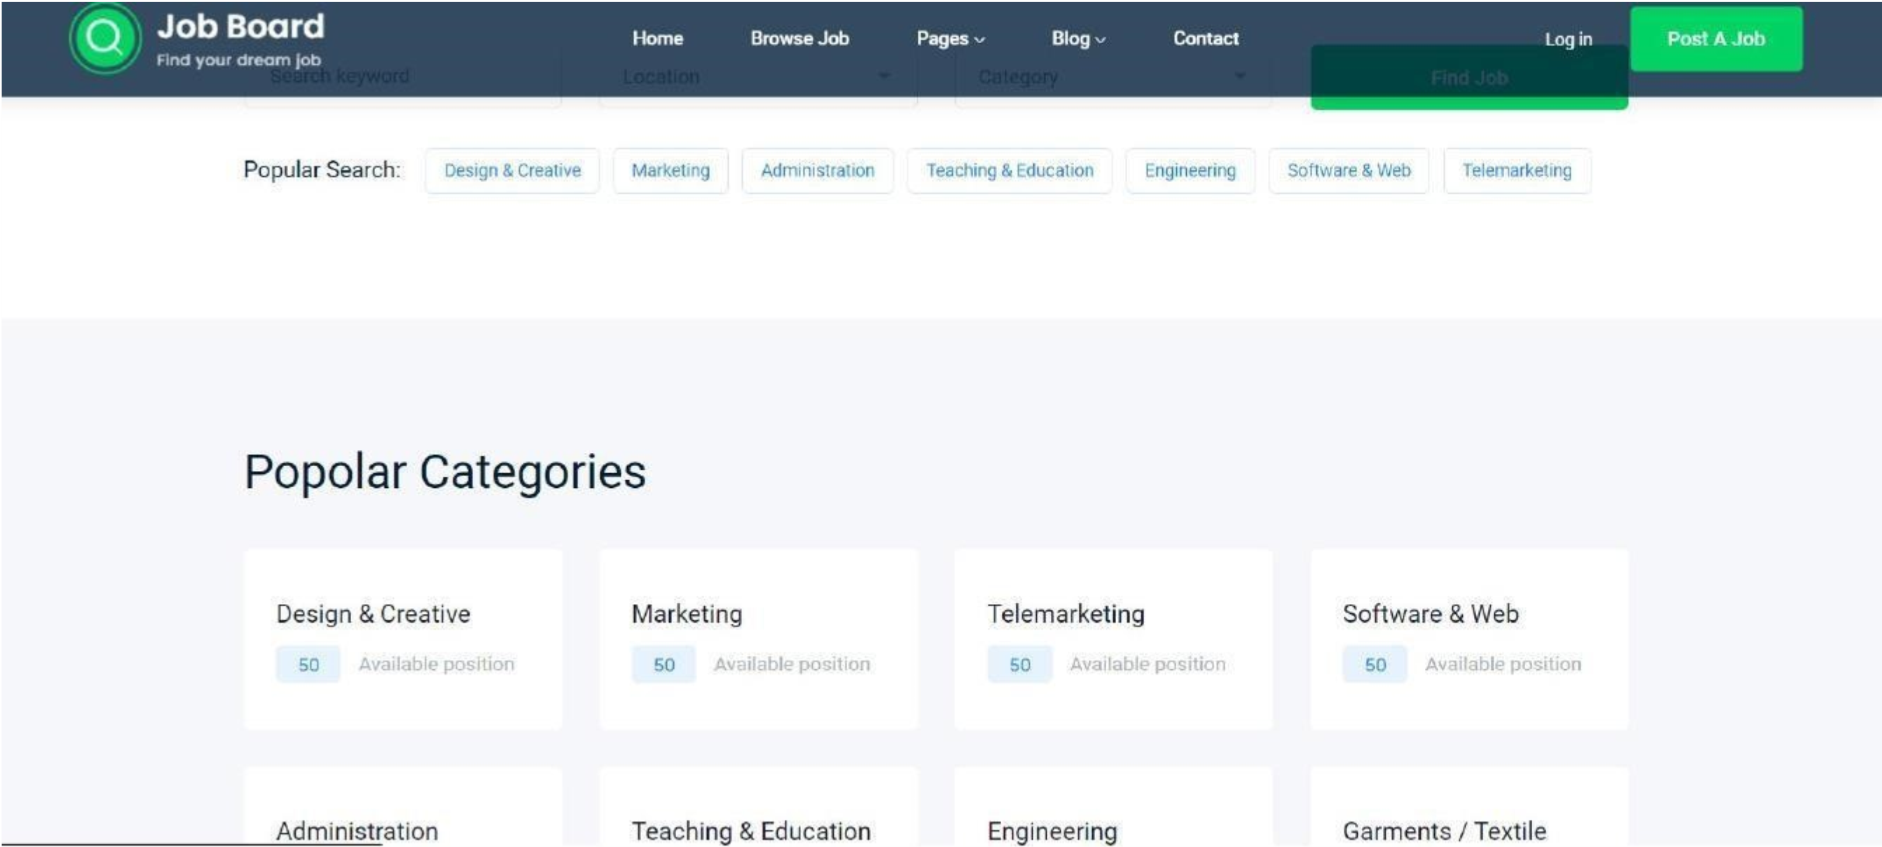 Job Board
Find your dream job
Home Browse Job Pages Blog Contact Log in Post A Job
Search keyword Location Category Find Job
Popular Search: Design & Creative Marketing Administration Teaching & Education Engineering Software & Web Telemarketing
Popolar Categories
Design & Creative Marketing Telemarketing Software & Web
50 Available position 50 Available position 50 Available position 50 Available position
Administration Teaching & Education Engineering Garments / Textile